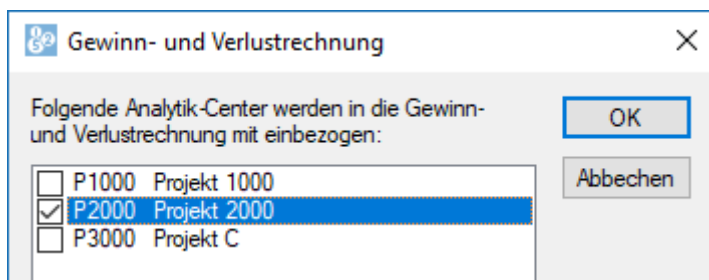 Gewinn- und Verlustrechnung
Folgende Analytik-Center werden in die Gewinn-
und Verlustrechnung mit einbezogen:
OK
Abbechen
P1000 Projekt 1000
P2000 Projekt 2000
P3000 Projekt C